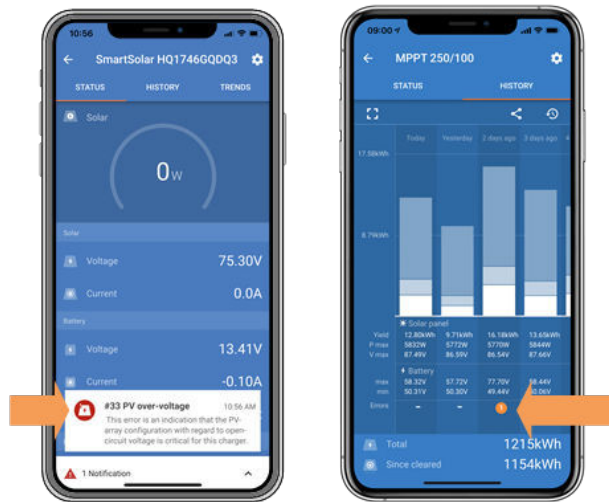 10:56
SmartSolar HQ1746GQDQ3
STATUS HISTORY TRENDS
Solar
0W
Solar
Voltage 75.30V
Current 0.0A
Battery
Voltage 13.41V
Current -0.10A
#33 PV over-voltage 10:56 AM
This error is an indication that the PV-
array configuration with regard to open-
circuit voltage is critical for this charger.
1 Notification
09:00
MPPT 250/100
STATUS HISTORY
Today Yesterday 2 days ago 3 days ago 4
17.58kWh
8.79kWh
Solar panel
Yield 12.80kWh 9.71kWh 16.18kWh 13.65kWh
P max 5832W 5772W 5770W 5844W
V max 87.49V 86.59V 86.54V 87.66V
Battery
max 58.32V 57.72V 77.70V 58.44V
min 50.31V 50.30V 49.44V 50.06V
Errors – – 1
Total 1215kWh
Since cleared 1154kWh